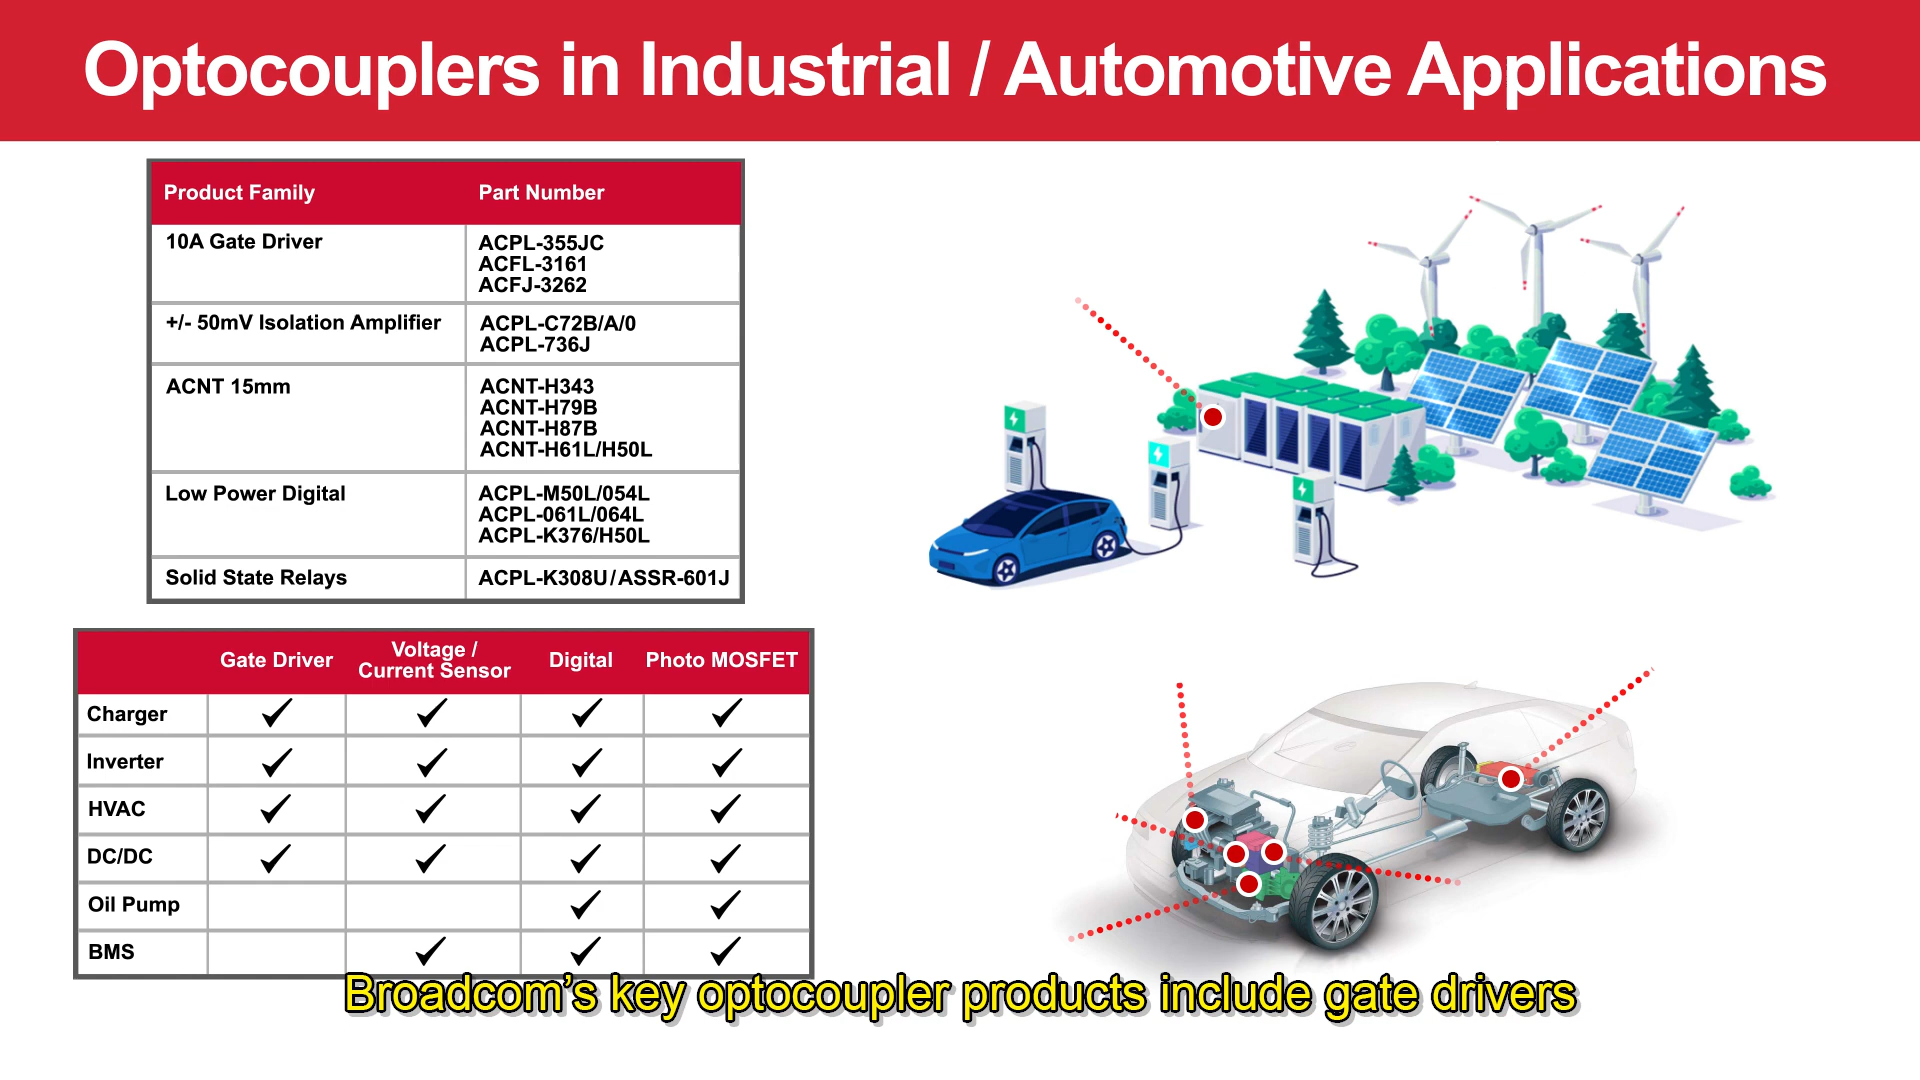 Optocouplers in Industrial / Automotive Applications
Product Family Part Number
10A Gate Driver ACPL-355JC
ACFL-3161
ACFJ-3262
+/- 50mV Isolation Amplifier ACPL-C72B/A/0
ACPL-736J
ACNT 15mm ACNT-H343
ACNT-H79B
ACNT-H87B
ACNT-H61L/H50L
Low Power Digital ACPL-M50L/054L
ACPL-061L/064L
ACPL-K376/H50L
Solid State Relays ACPL-K308U/ASSR-601J
Gate Driver Voltage / Current Sensor Digital Photo MOSFET
Charger ✓ ✓ ✓ ✓
Inverter ✓ ✓ ✓ ✓
HVAC ✓ ✓ ✓ ✓
DC/DC ✓ ✓ ✓ ✓
Oil Pump ✓ ✓
BMS ✓ ✓ ✓
Broadcom's key optocoupler products include gate drivers